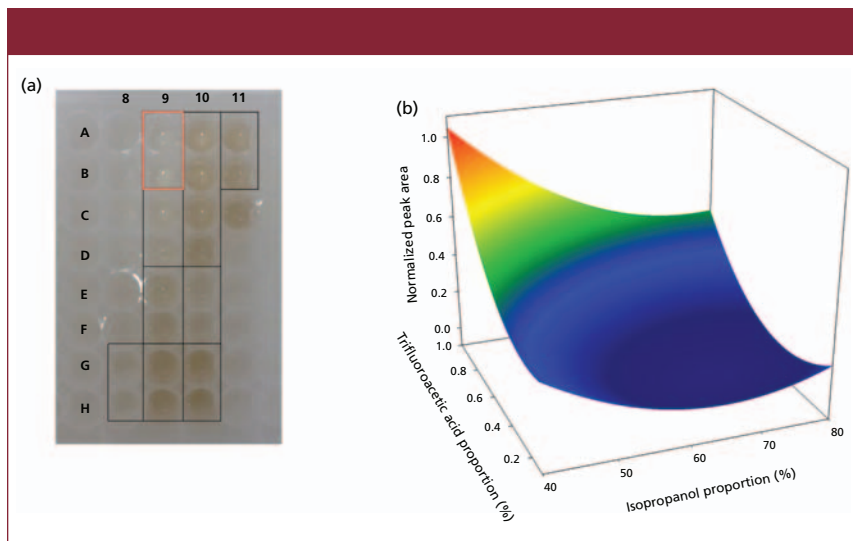 (a)
8 9 10 11
A
B
C
D
E
F
G
H
(b)
Normalized peak area
1.0
0.8
0.6
0.4
0.2
0.0
Trifluoroacetic acid proportion (%)
1.0
0.8
0.6
0.4
0.2
Isopropanol proportion (%)
40 50 60 70 80